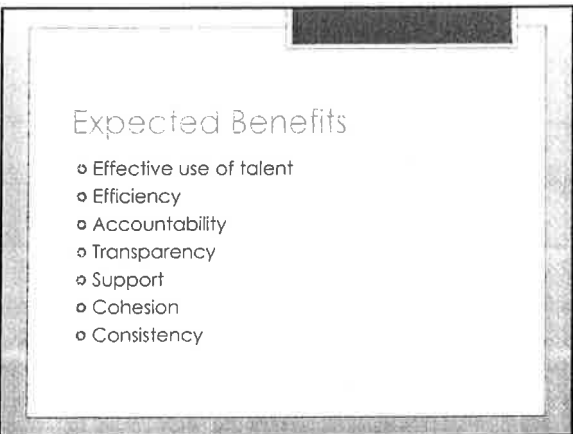 Expected Benefits
Effective use of talent
Efficiency
Accountability
Transparency
Support
Cohesion
Consistency